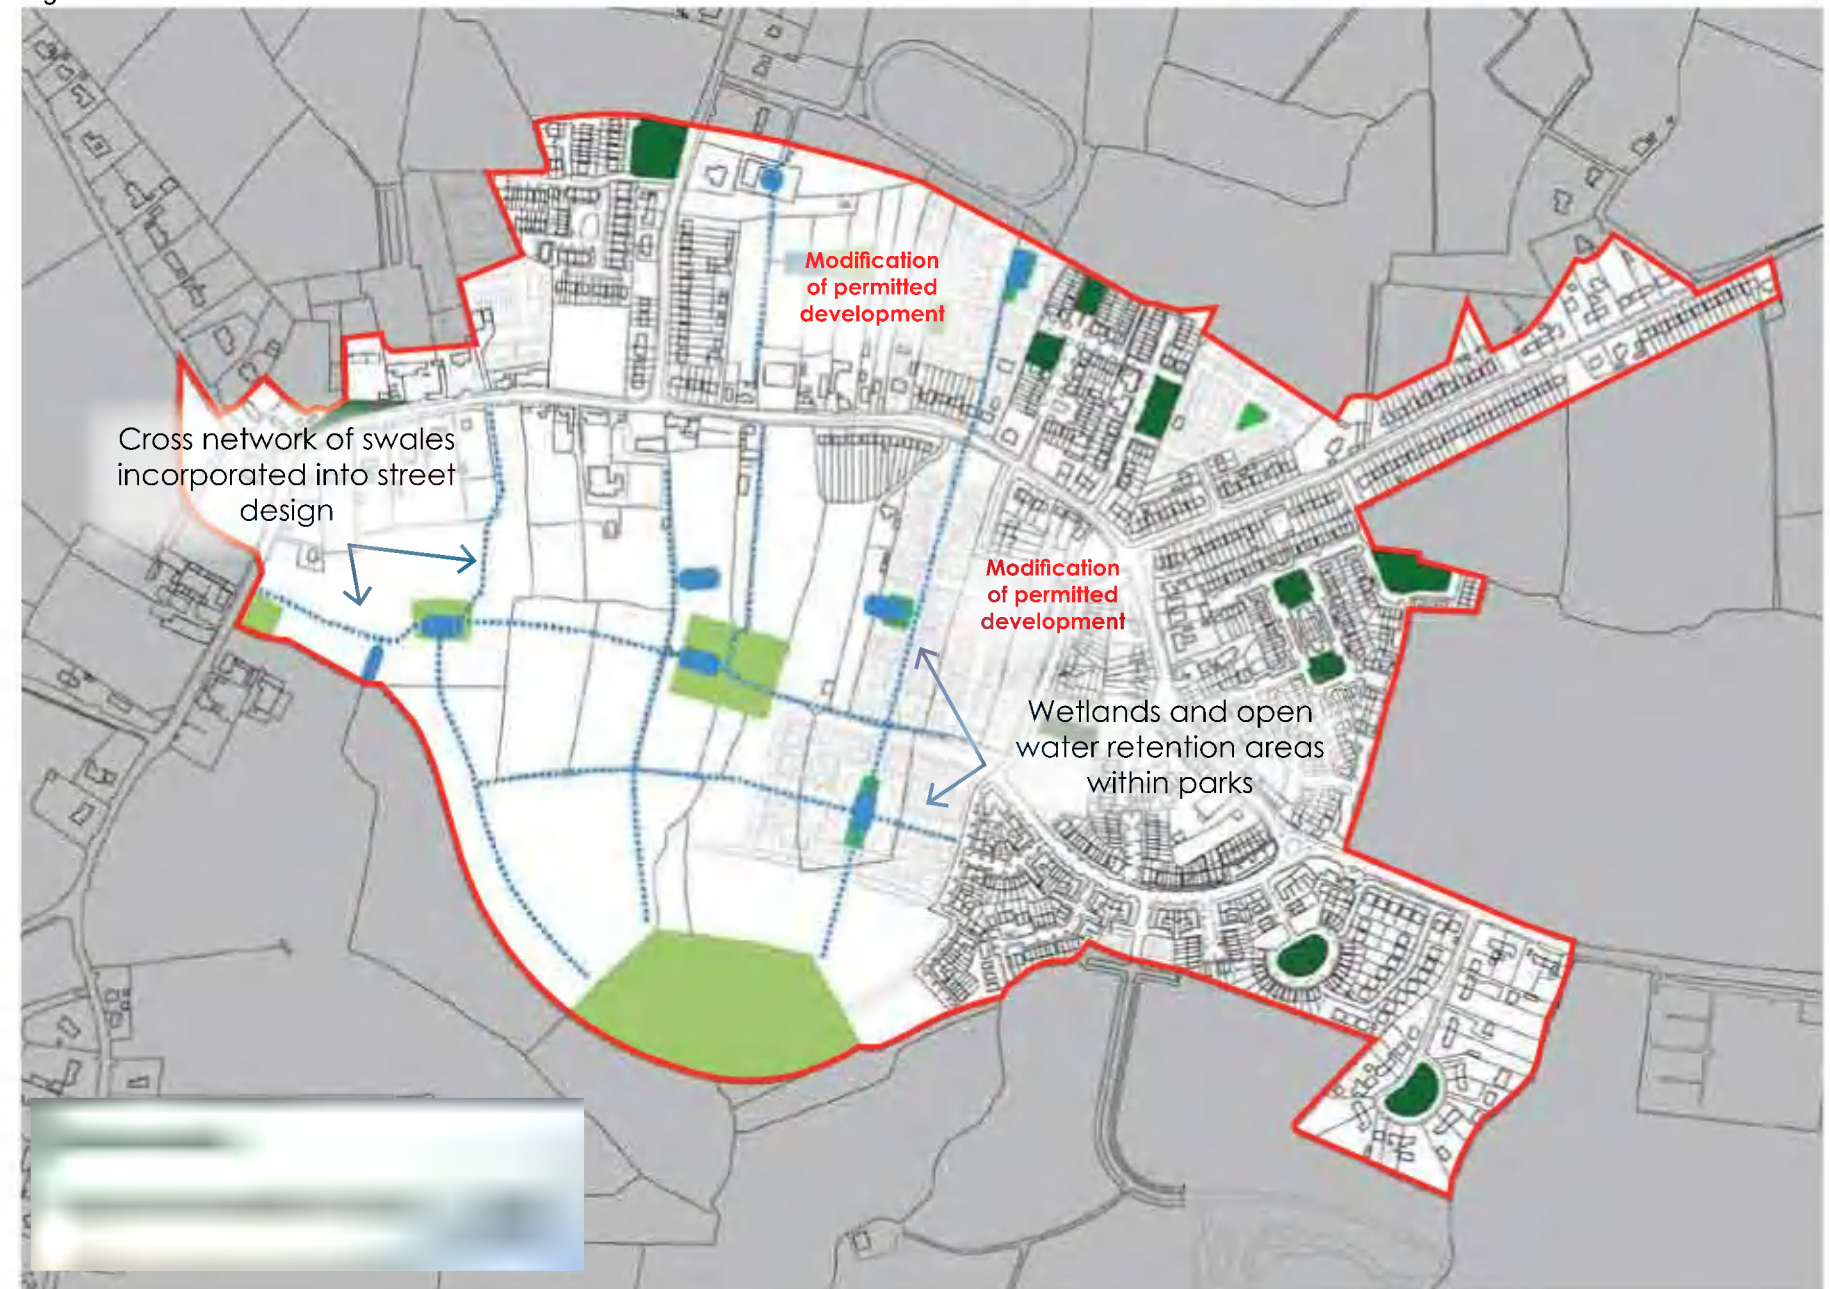 Modification
of permitted
development
Cross network of swales
incorporated into street
design
Modification
of permitted
development
Wetlands and open
water retention areas
within parks